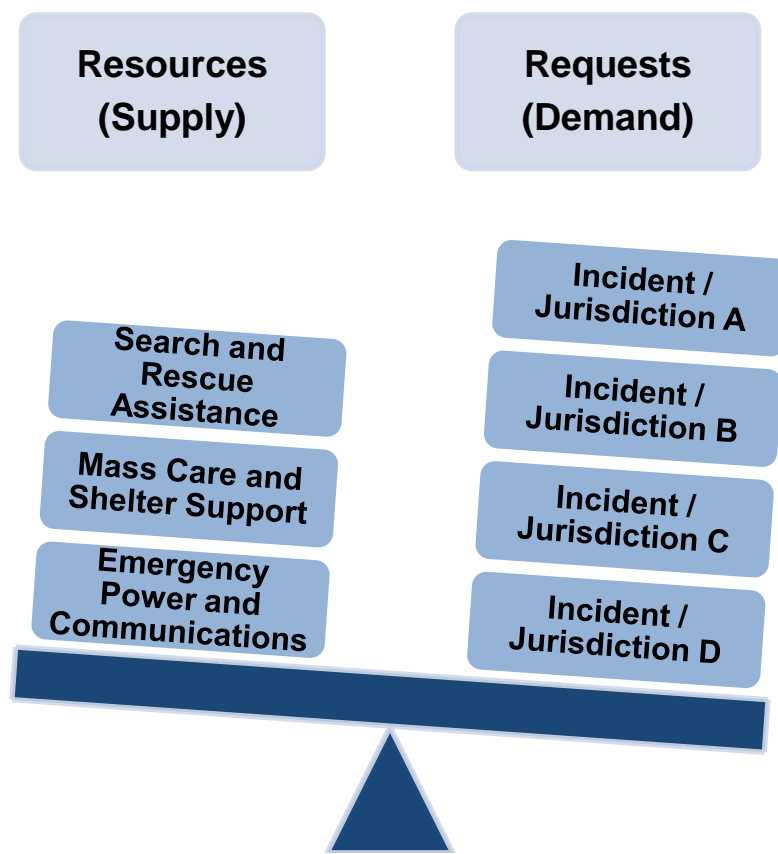 Resources
(Supply)
Requests
(Demand)
Search and
Rescue
Assistance
Mass Care and
Shelter Support
Emergency
Power and
Communications
Incident /
Jurisdiction A
Incident /
Jurisdiction B
Incident /
Jurisdiction C
Incident /
Jurisdiction D